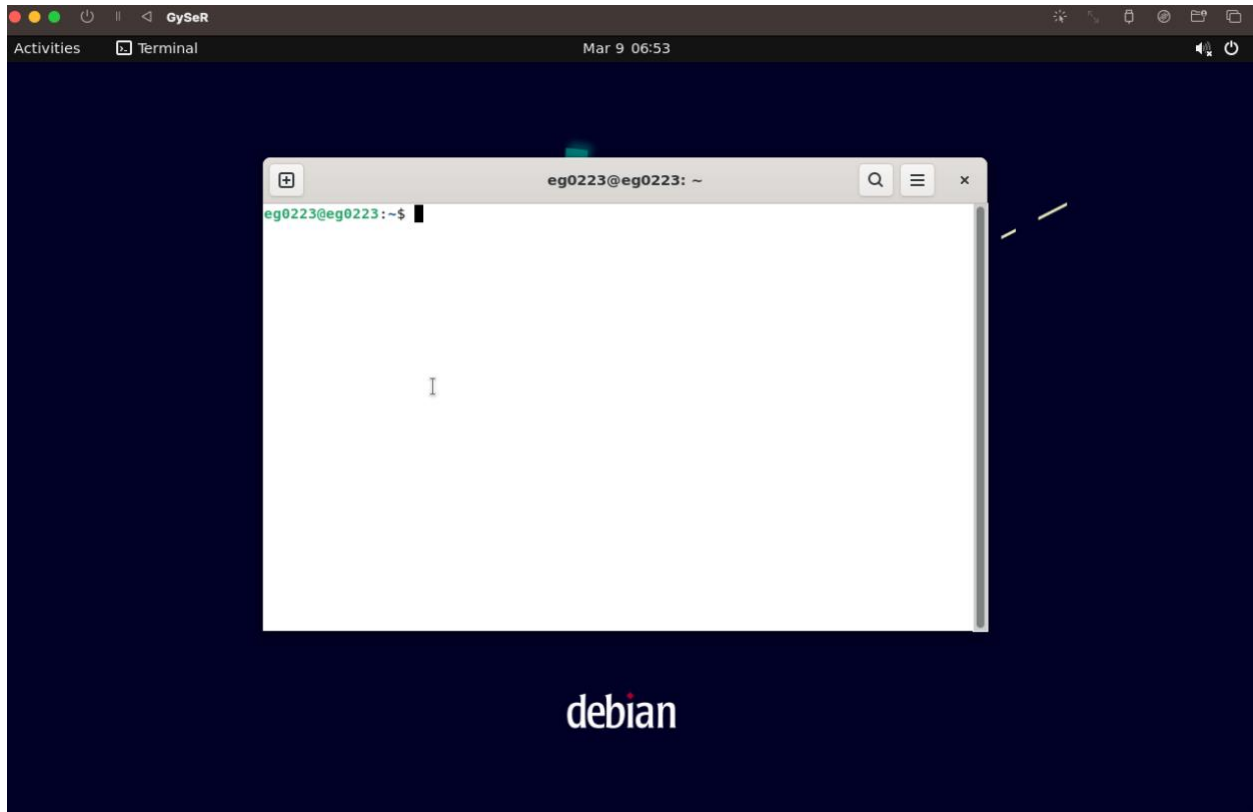 GySeR
Activities Terminal Mar 9 06:53
eg0223@eg0223: ~
eg0223@eg0223:~$
debian